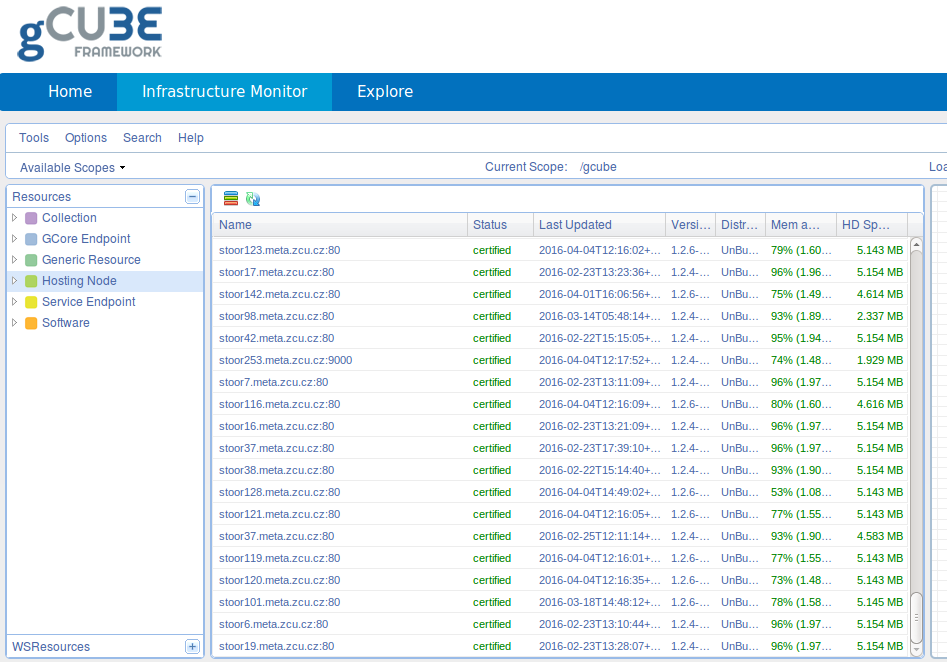 gCUBE
FRAMEWORK
Home Infrastructure Monitor Explore
Tools Options Search Help
Available Scopes Current Scope: /gcube Loa
Resources
Collection
GCore Endpoint
Generic Resource
Hosting Node
Service Endpoint
Software
WSResources
Name Status Last Updated Versi... Distr... Mem a... HD Sp...
stoor123.meta.zcu.cz:80 certified 2016-04-04T12:16:02+... 1.2.6-... UnBu... 79% (1.60... 5.143 MB
stoor17.meta.zcu.cz:80 certified 2016-02-23T13:23:36+... 1.2.4-... UnBu... 96% (1.96... 5.154 MB
stoor142.meta.zcu.cz:80 certified 2016-04-01T16:06:56+... 1.2.6-... UnBu... 75% (1.49... 4.614 MB
stoor98.meta.zcu.cz:80 certified 2016-03-14T05:48:14+... 1.2.4-... UnBu... 93% (1.89... 2.337 MB
stoor42.meta.zcu.cz:80 certified 2016-02-22T15:15:05+... 1.2.4-... UnBu... 95% (1.94... 5.154 MB
stoor253.meta.zcu.cz:9000 certified 2016-04-04T12:17:52+... 1.2.4-... UnBu... 74% (1.48... 1.929 MB
stoor7.meta.zcu.cz:80 certified 2016-02-23T13:11:09+... 1.2.4-... UnBu... 96% (1.97... 5.154 MB
stoor116.meta.zcu.cz:80 certified 2016-04-04T12:16:09+... 1.2.6-... UnBu... 80% (1.60... 4.616 MB
stoor16.meta.zcu.cz:80 certified 2016-02-23T13:21:09+... 1.2.4-... UnBu... 96% (1.97... 5.154 MB
stoor37.meta.zcu.cz:80 certified 2016-02-23T17:39:10+... 1.2.4-... UnBu... 96% (1.97... 5.154 MB
stoor38.meta.zcu.cz:80 certified 2016-02-22T15:14:40+... 1.2.4-... UnBu... 93% (1.90... 5.154 MB
stoor128.meta.zcu.cz:80 certified 2016-04-04T14:49:02+... 1.2.6-... UnBu... 53% (1.08... 5.143 MB
stoor121.meta.zcu.cz:80 certified 2016-04-04T12:16:05+... 1.2.6-... UnBu... 77% (1.55... 5.143 MB
stoor37.meta.zcu.cz:80 certified 2016-02-25T12:11:14+... 1.2.4-... UnBu... 93% (1.90... 4.583 MB
stoor119.meta.zcu.cz:80 certified 2016-04-04T12:16:01+... 1.2.6-... UnBu... 77% (1.55... 5.143 MB
stoor120.meta.zcu.cz:80 certified 2016-04-04T12:16:35+... 1.2.6-... UnBu... 73% (1.48... 5.143 MB
stoor101.meta.zcu.cz:80 certified 2016-03-18T14:48:12+... 1.2.6-... UnBu... 78% (1.58... 5.145 MB
stoor6.meta.zcu.cz:80 certified 2016-02-23T13:10:44+... 1.2.4-... UnBu... 96% (1.97... 5.154 MB
stoor19.meta.zcu.cz:80 certified 2016-02-23T13:28:07+... 1.2.4-... UnBu... 96% (1.97... 5.154 MB